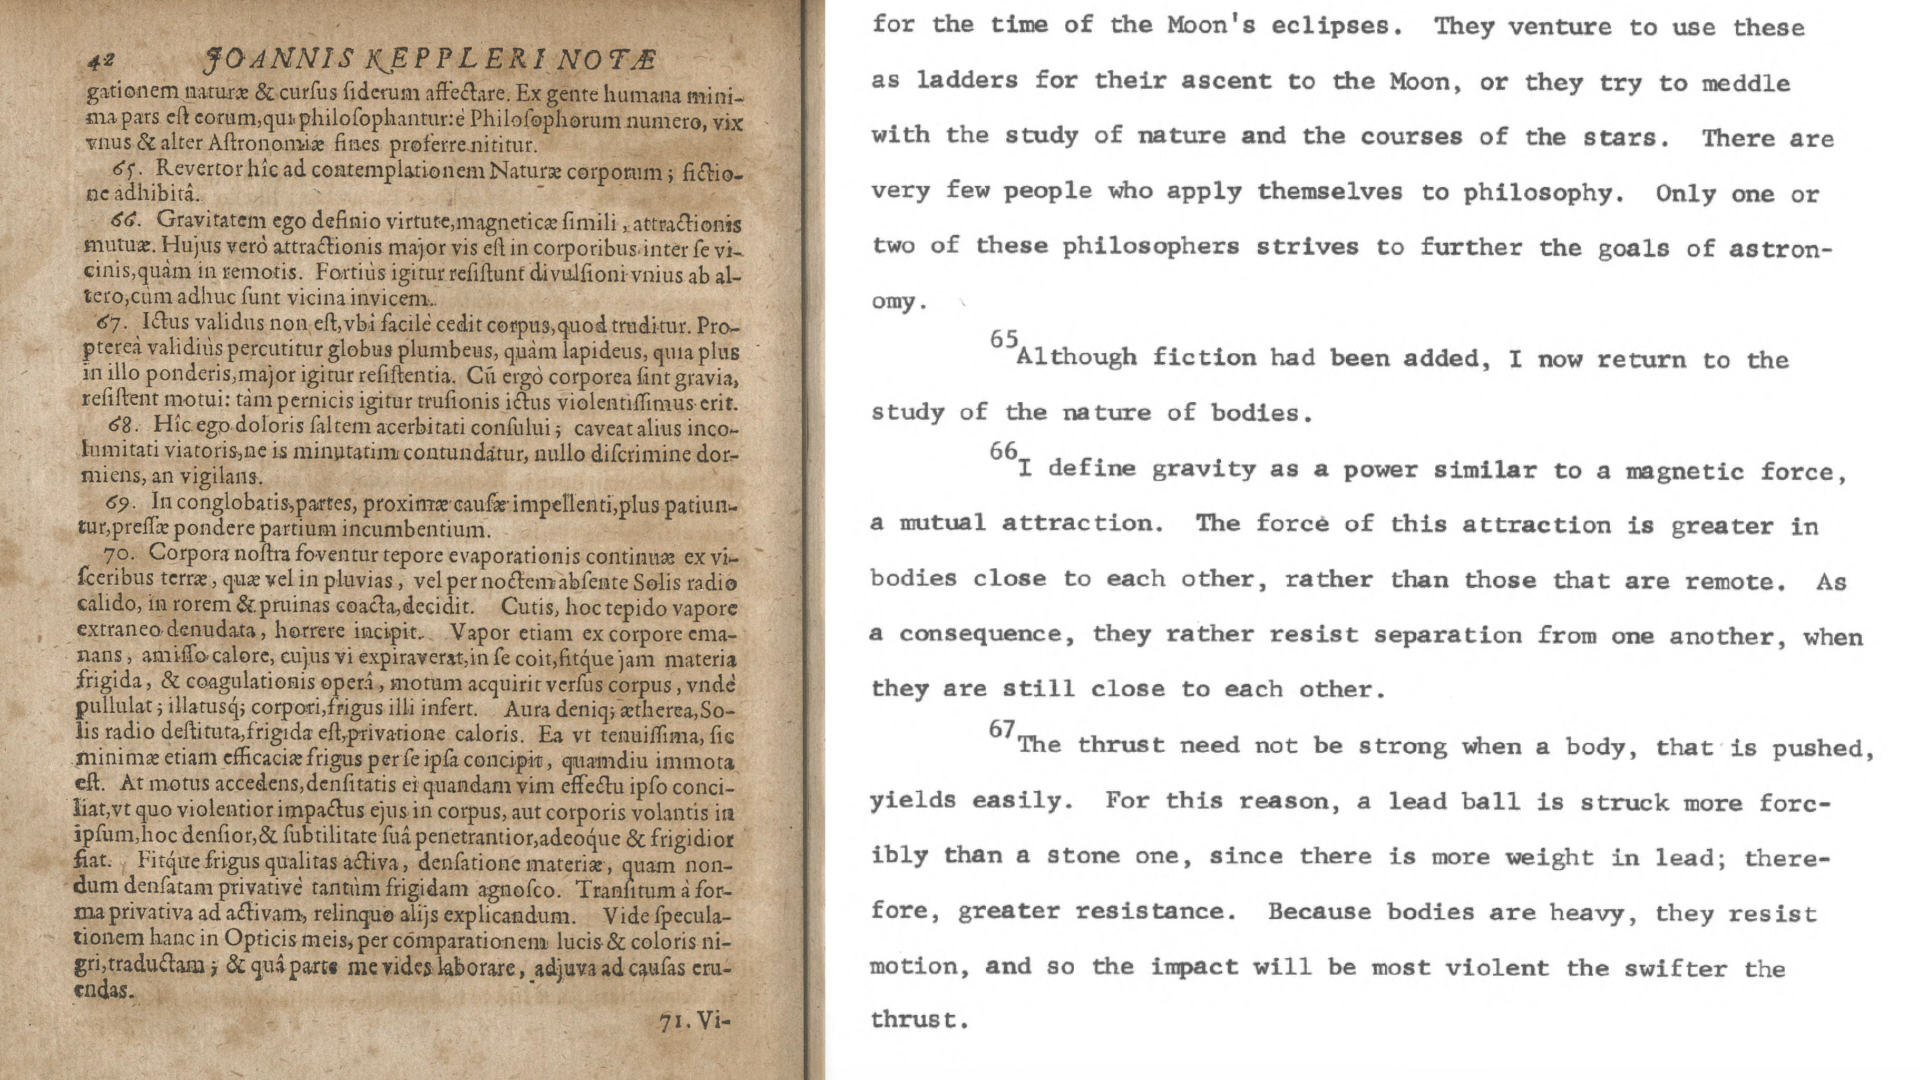 42 JOANNIS KEPPLERI NOTÆ
gationem naturæ & curſus ſiderum affectare. Ex gente humana mini-
ma pars eſt eorum, qui philoſophantur: è Philoſophorum numero, vix
vnus & alter Aſtronomiæ fines proferre nititur.
65. Revertor hîc ad contemplationem Naturæ corporum; fictio-
ne adhibitâ.
66. Gravitatem ego definio virtute, magneticæ ſimili, attractionis
mutuæ. Hujus verò attractionis major vis eſt in corporibus inter ſe vi-
cinis, quàm in remotis. Fortiùs igitur reſiſtunt divulſioni vnius ab al-
tero, cùm adhuc ſunt vicina invicem.
67. Ictus validus non eſt, vbi facilè cedit corpus, quod truditur. Pro-
ptereà validiùs percutitur globus plumbeus, quàm lapideus, quia plus
in illo ponderis, major igitur reſiſtentia. Cũ ergò corporea ſint gravia,
reſiſtent motui: tàm pernicis igitur truſionis ictus violentiſſimus erit.
68. Hîc ego doloris ſaltem acerbitati conſului; caveat alius inco-
lumitati viatoris, ne is minutatim contundatur, nullo diſcrimine dor-
miens, an vigilans.
69. In conglobatis, partes, proximæ cauſæ impellenti, plus patiun-
tur, preſſæ pondere partium incumbentium.
70. Corpora noſtra foventur tepore evaporationis continuæ ex vi-
ſceribus terræ, quæ vel in pluvias, vel per noctem abſente Solis radio
calido, in rorem & pruinas coacta, decidit. Cutis, hoc tepido vapore
extraneo denudata, horrere incipit. Vapor etiam ex corpore ema-
nans, amiſſo calore, cujus vi expiraverat, in ſe coit, fitq́ue jam materia
frigida, & coagulationis operâ, motum acquirit verſus corpus, vndè
pullulat; illatusq́; corpori, frigus illi infert. Aura deniq; ætherea, So-
lis radio deſtituta, frigida eſt, privatione caloris. Ea vt tenuiſſima, ſic
minimæ etiam efficaciæ frigus per ſe ipſa concipit, quamdiu immota
eſt. At motus accedens, denſitatis ei quandam vim effectu ipſo conci-
liat, vt quo violentior impactus ejus in corpus, aut corporis volantis in
ipſum, hoc denſior, & ſubtilitate ſuâ penetrantior, adeoq́ue & frigidior
fiat. Fitq́ue frigus qualitas activa, denſatione materiæ, quam non-
dum denſatam privativè tantùm frigidam agnoſco. Tranſitum à for-
ma privativa ad activam, relinquo alijs explicandum. Vide ſpecula-
tionem hanc in Opticis meis, per comparationem lucis & coloris ni-
gri, traductam; & quâ parte me vides laborare, adjuva ad cauſas eru-
endas.
71. Vi-
for the time of the Moon's eclipses. They venture to use these
as ladders for their ascent to the Moon, or they try to meddle
with the study of nature and the courses of the stars. There are
very few people who apply themselves to philosophy. Only one or
two of these philosophers strives to further the goals of astron-
omy.
65Although fiction had been added, I now return to the
study of the nature of bodies.
66I define gravity as a power similar to a magnetic force,
a mutual attraction. The force of this attraction is greater in
bodies close to each other, rather than those that are remote. As
a consequence, they rather resist separation from one another, when
they are still close to each other.
67The thrust need not be strong when a body, that is pushed,
yields easily. For this reason, a lead ball is struck more forc-
ibly than a stone one, since there is more weight in lead; there-
fore, greater resistance. Because bodies are heavy, they resist
motion, and so the impact will be most violent the swifter the
thrust.